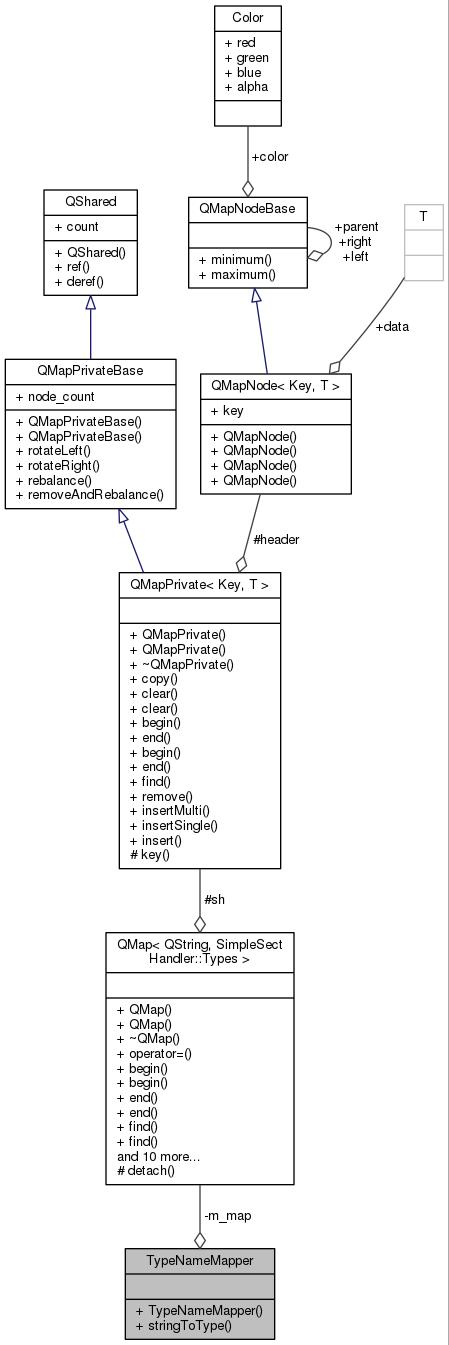 Color
+ red
+ green
+ blue
+ alpha
+color
QShared
+ count
+ QShared()
+ ref()
+ deref()
QMapNodeBase
+ minimum()
+ maximum()
+parent
+right
+left
T
+data
QMapPrivateBase
+ node_count
+ QMapPrivateBase()
+ QMapPrivateBase()
+ rotateLeft()
+ rotateRight()
+ rebalance()
+ removeAndRebalance()
QMapNode< Key, T >
+ key
+ QMapNode()
+ QMapNode()
+ QMapNode()
+ QMapNode()
#header
QMapPrivate< Key, T >
+ QMapPrivate()
+ QMapPrivate()
+ ~QMapPrivate()
+ copy()
+ clear()
+ clear()
+ begin()
+ end()
+ begin()
+ end()
+ find()
+ remove()
+ insertMulti()
+ insertSingle()
+ insert()
# key()
#sh
QMap< QString, SimpleSect
Handler::Types >
+ QMap()
+ QMap()
+ ~QMap()
+ operator=()
+ begin()
+ begin()
+ end()
+ end()
+ find()
+ find()
and 10 more...
# detach()
-m_map
TypeNameMapper
+ TypeNameMapper()
+ stringToType()